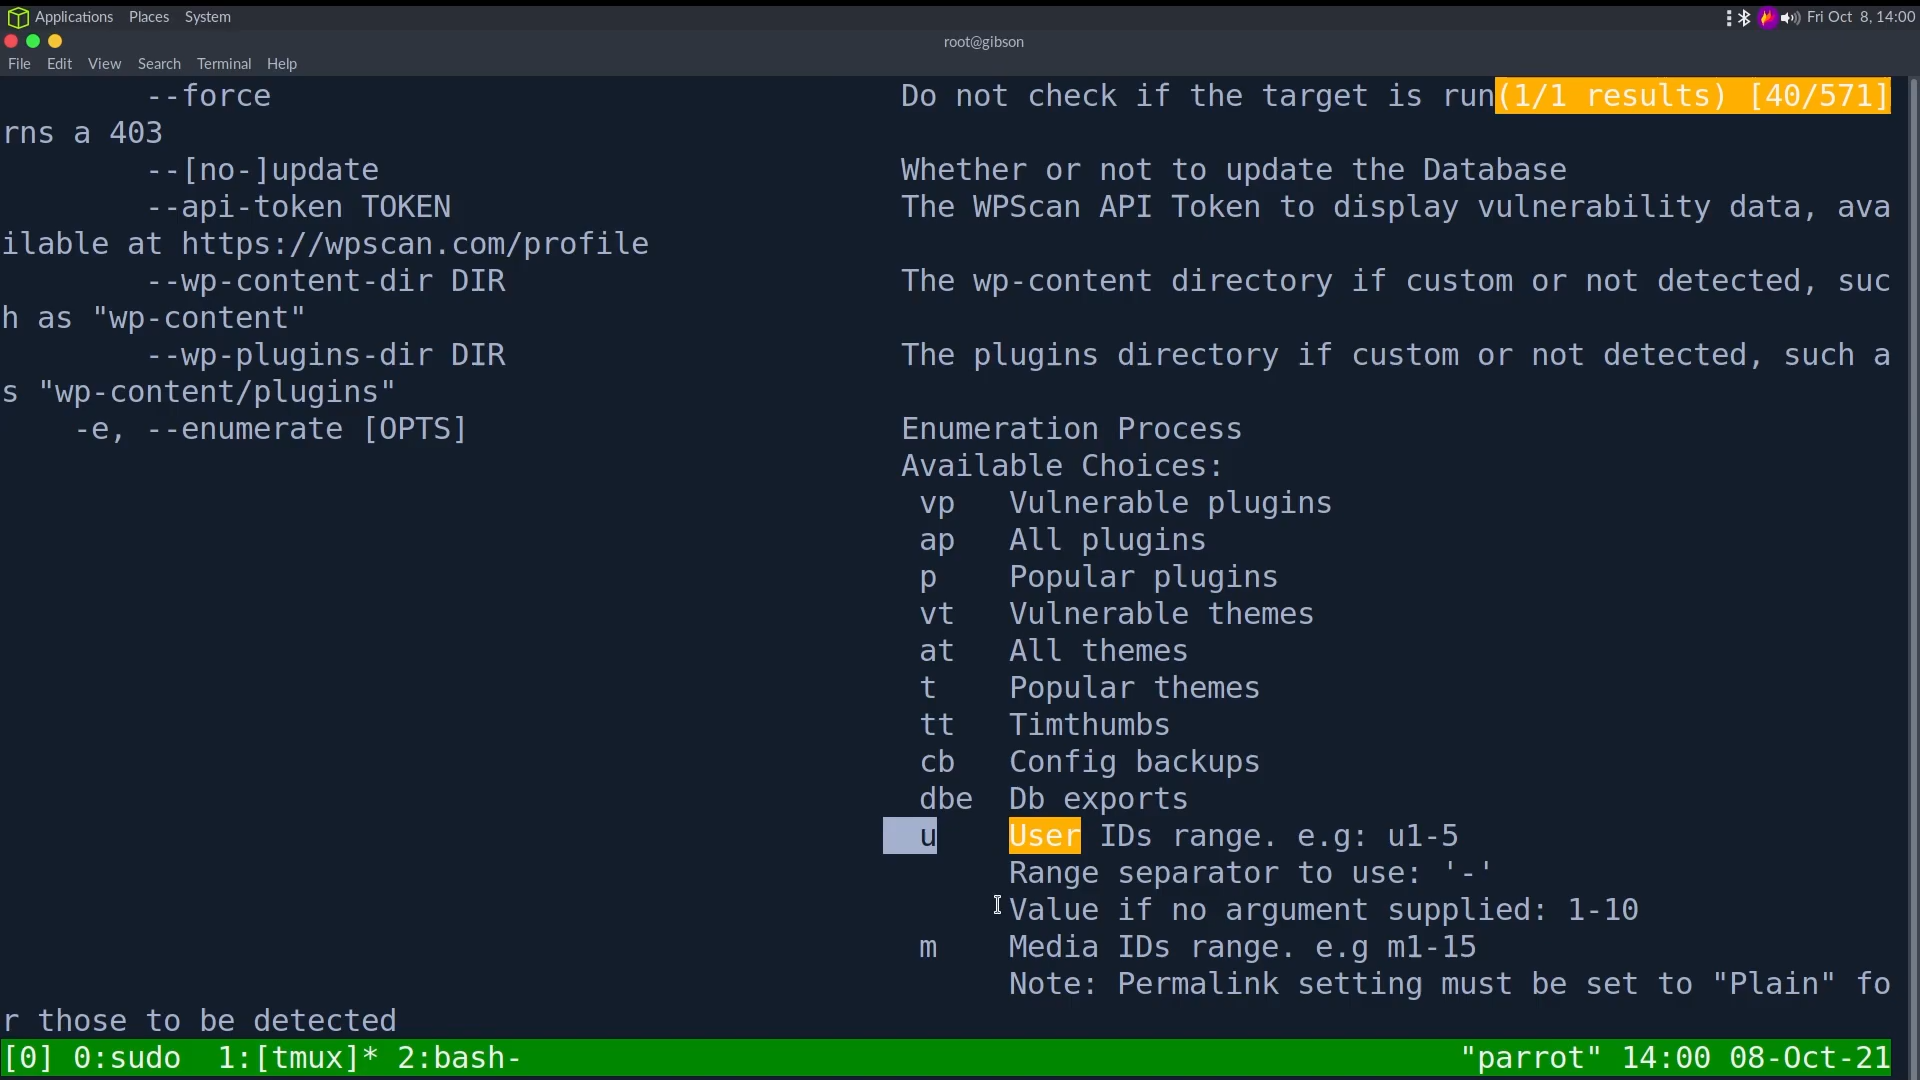 Applications Places System Fri Oct 8, 14:00
root@gibson
File Edit View Search Terminal Help
--force Do not check if the target is run(1/1 results) [40/571]
rns a 403
--[no-]update Whether or not to update the Database
--api-token TOKEN The WPScan API Token to display vulnerability data, ava
ilable at https://wpscan.com/profile
--wp-content-dir DIR The wp-content directory if custom or not detected, suc
h as "wp-content"
--wp-plugins-dir DIR The plugins directory if custom or not detected, such a
s "wp-content/plugins"
-e, --enumerate [OPTS] Enumeration Process
Available Choices:
vp Vulnerable plugins
ap All plugins
p Popular plugins
vt Vulnerable themes
at All themes
t Popular themes
tt Timthumbs
cb Config backups
dbe Db exports
u User IDs range. e.g: u1-5
Range separator to use: '-'
Value if no argument supplied: 1-10
m Media IDs range. e.g m1-15
Note: Permalink setting must be set to "Plain" fo
r those to be detected
[0] 0:sudo 1:[tmux]* 2:bash- "parrot" 14:00 08-Oct-21